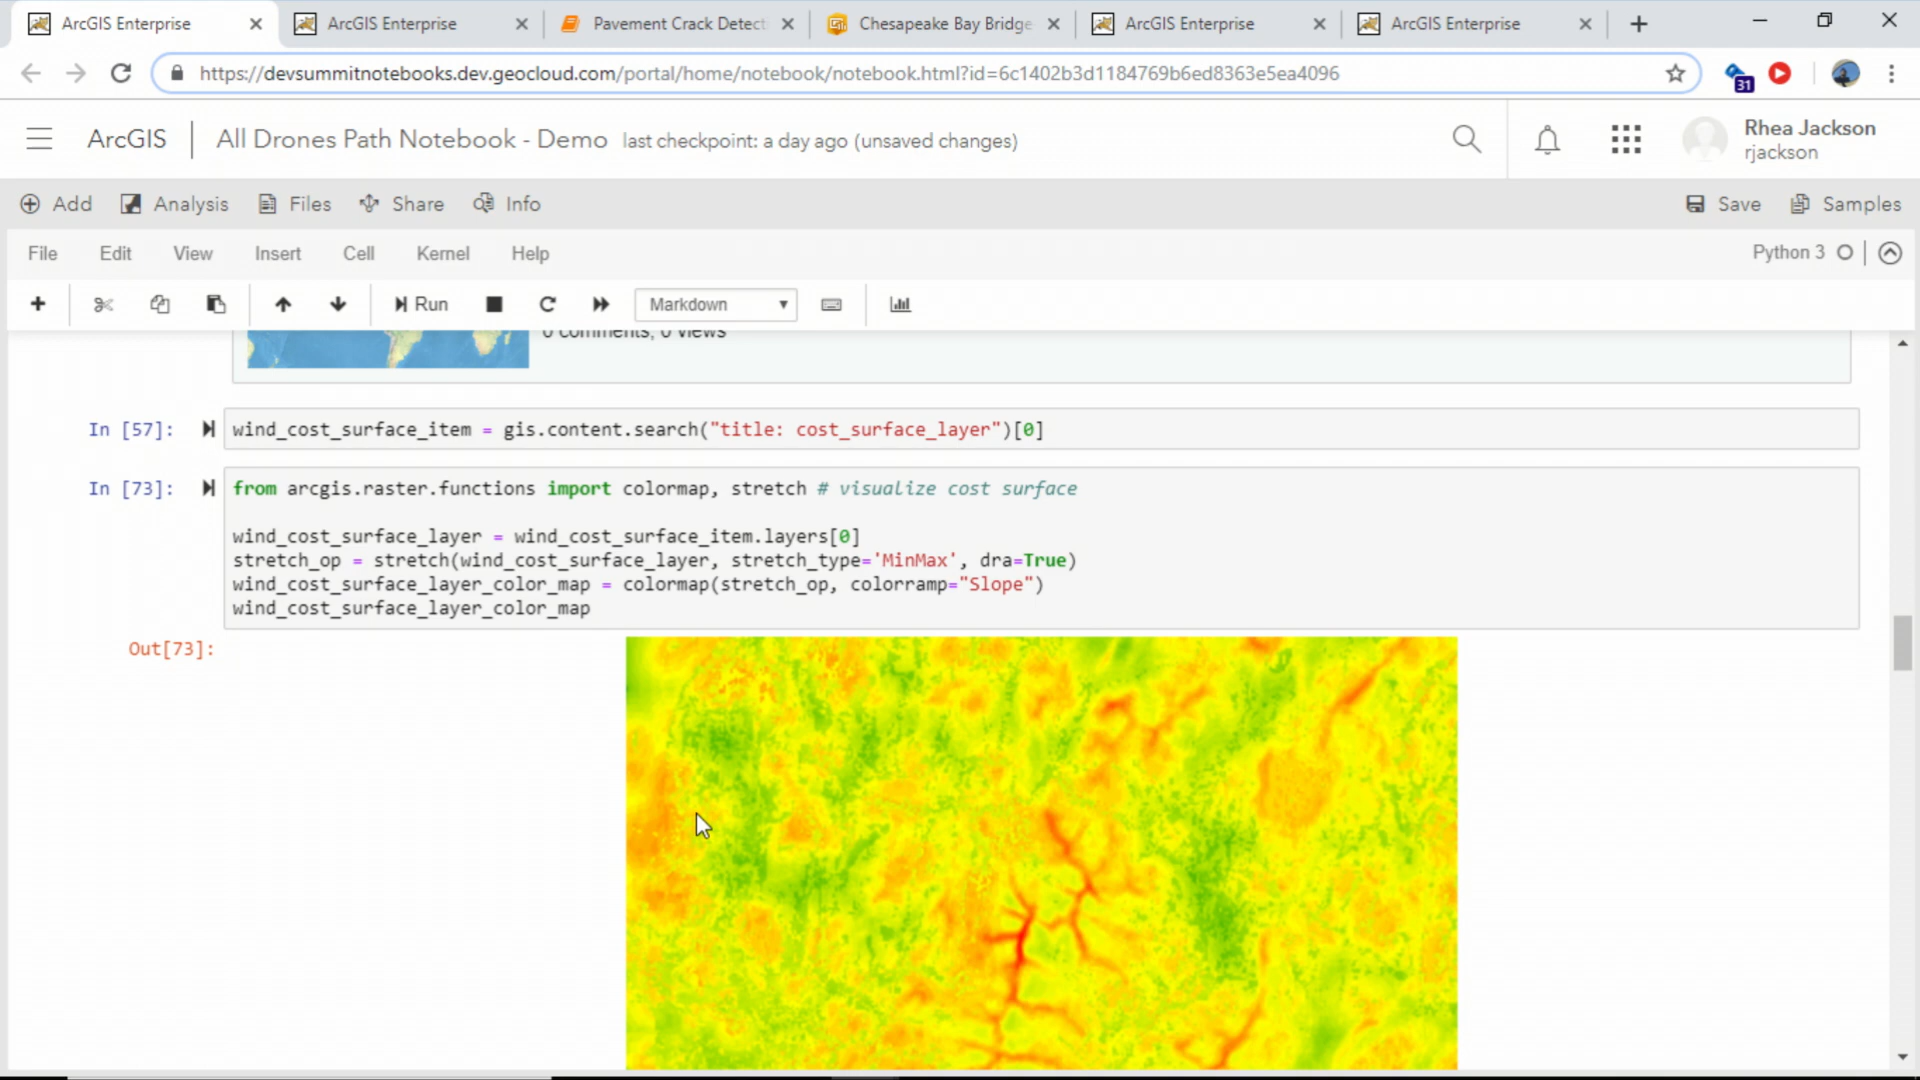 ArcGIS Enterprise
ArcGIS Enterprise
Pavement Crack Detect
Chesapeake Bay Bridge
ArcGIS Enterprise
ArcGIS Enterprise
https://devsummitnotebooks.dev.geocloud.com/portal/home/notebook/notebook.html?id=6c1402b3d1184769b6ed8363e5ea4096
31
ArcGIS All Drones Path Notebook - Demo last checkpoint: a day ago (unsaved changes)
Rhea Jackson
rjackson
Add Analysis Files Share Info Save Samples
File Edit View Insert Cell Kernel Help Python 3
Run Markdown
0 comments, 0 views
In [57]: wind_cost_surface_item = gis.content.search("title: cost_surface_layer")[0]
In [73]: from arcgis.raster.functions import colormap, stretch # visualize cost surface
wind_cost_surface_layer = wind_cost_surface_item.layers[0]
stretch_op = stretch(wind_cost_surface_layer, stretch_type='MinMax', dra=True)
wind_cost_surface_layer_color_map = colormap(stretch_op, colorramp="Slope")
wind_cost_surface_layer_color_map
Out[73]: